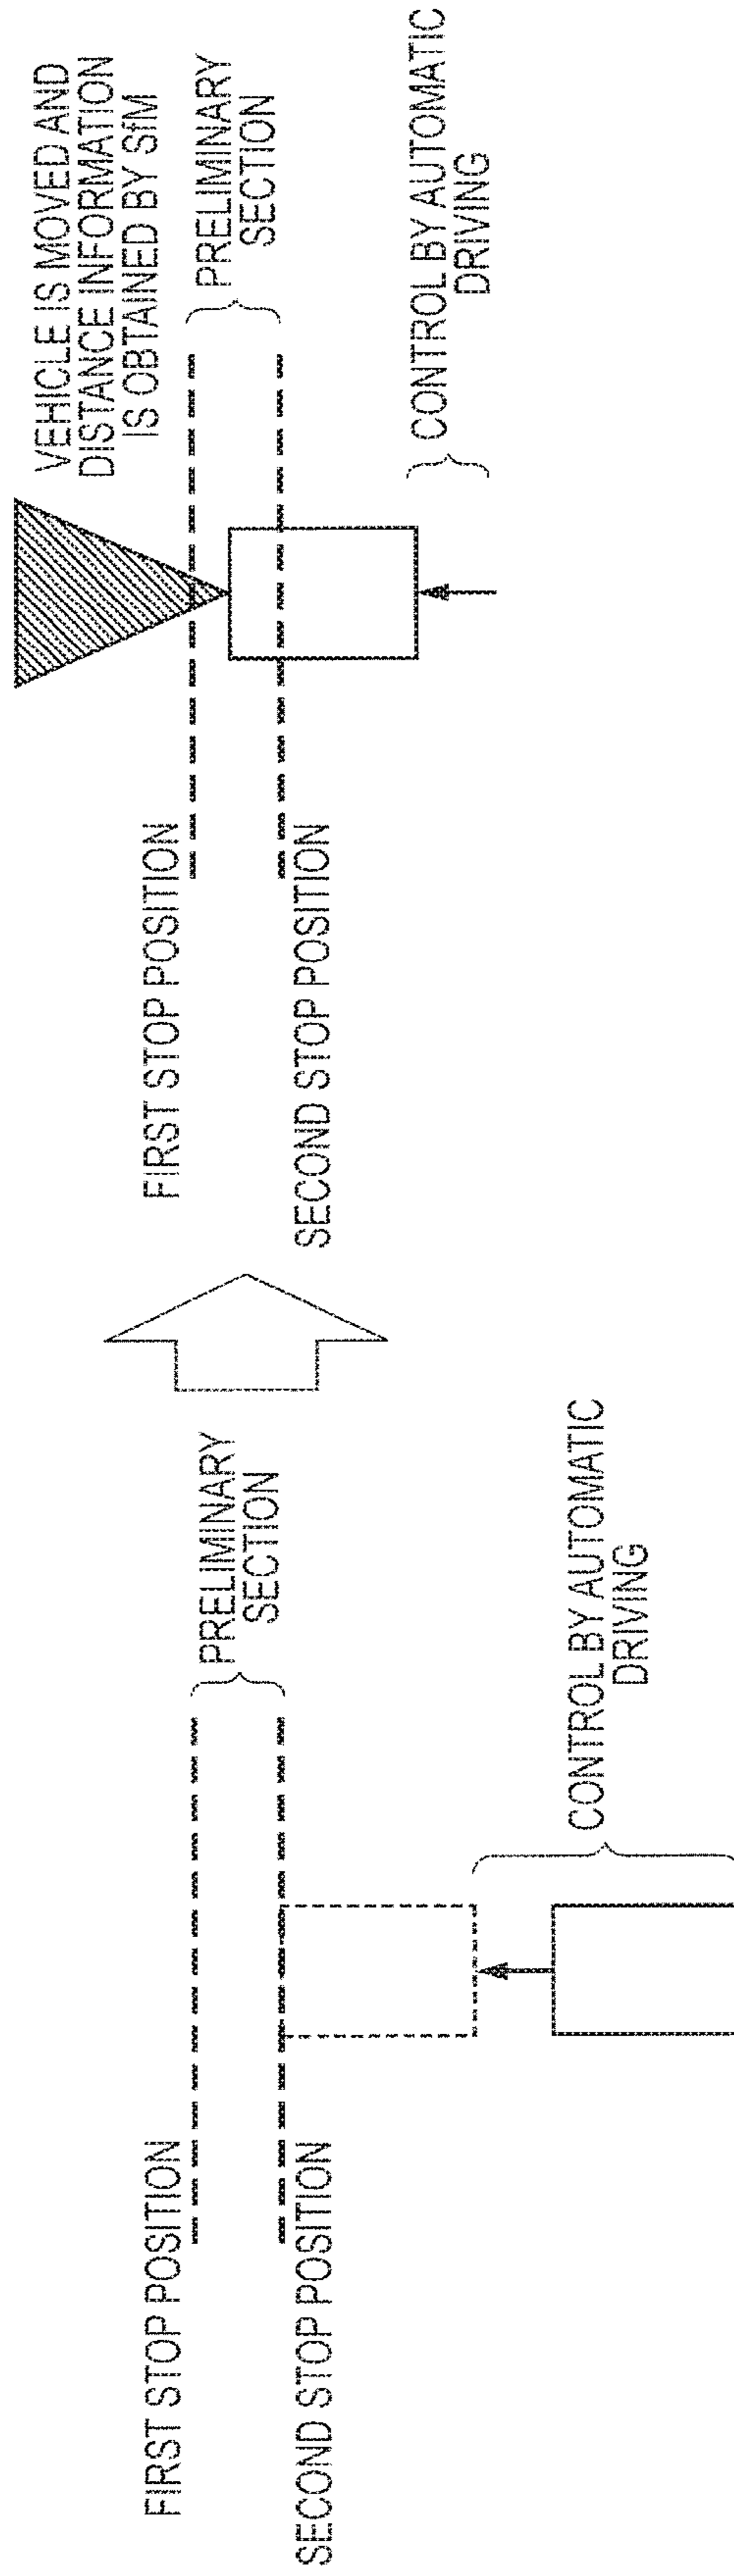 FIRST STOP POSITION
SECOND STOP POSITION
PRELIMINARY
SECTION
CONTROL BY AUTOMATIC
DRIVING
FIRST STOP POSITION
SECOND STOP POSITION
VEHICLE IS MOVED AND
DISTANCE INFORMATION
IS OBTAINED BY SfM
PRELIMINARY
SECTION
CONTROL BY AUTOMATIC
DRIVING